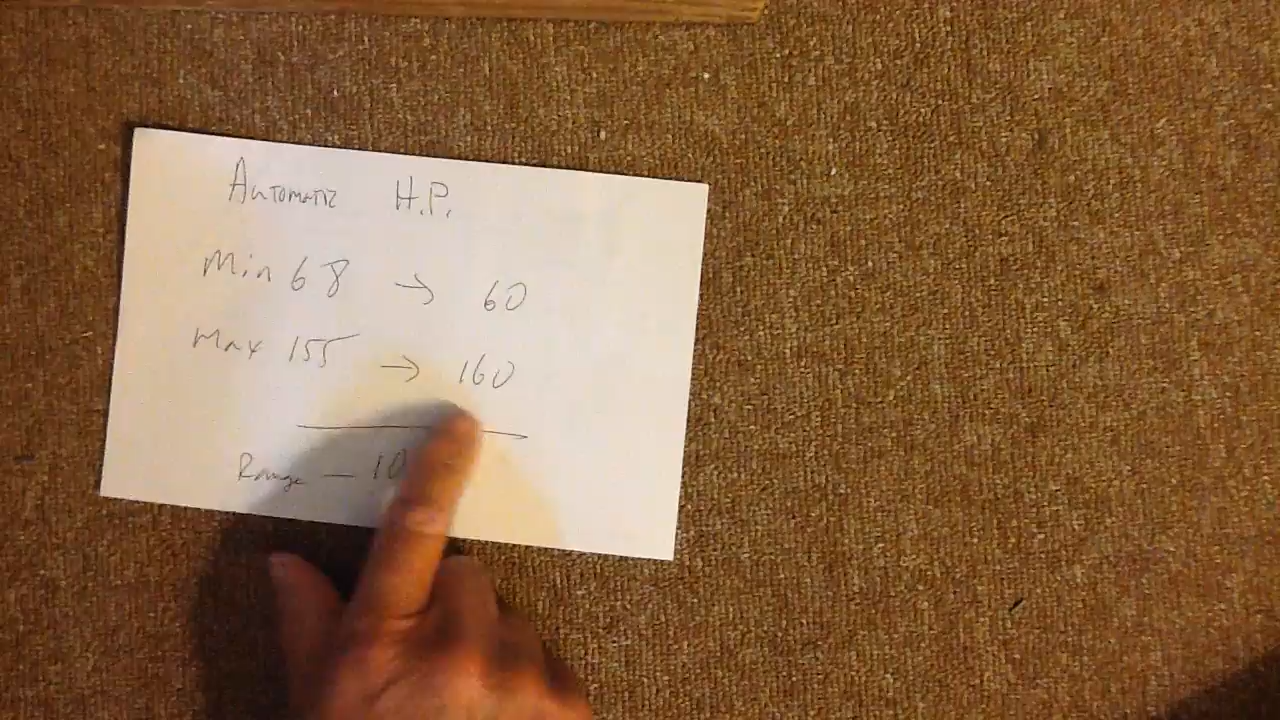 Automatic H.P.
Min 68 → 60
Max 155 → 160
Range — 10